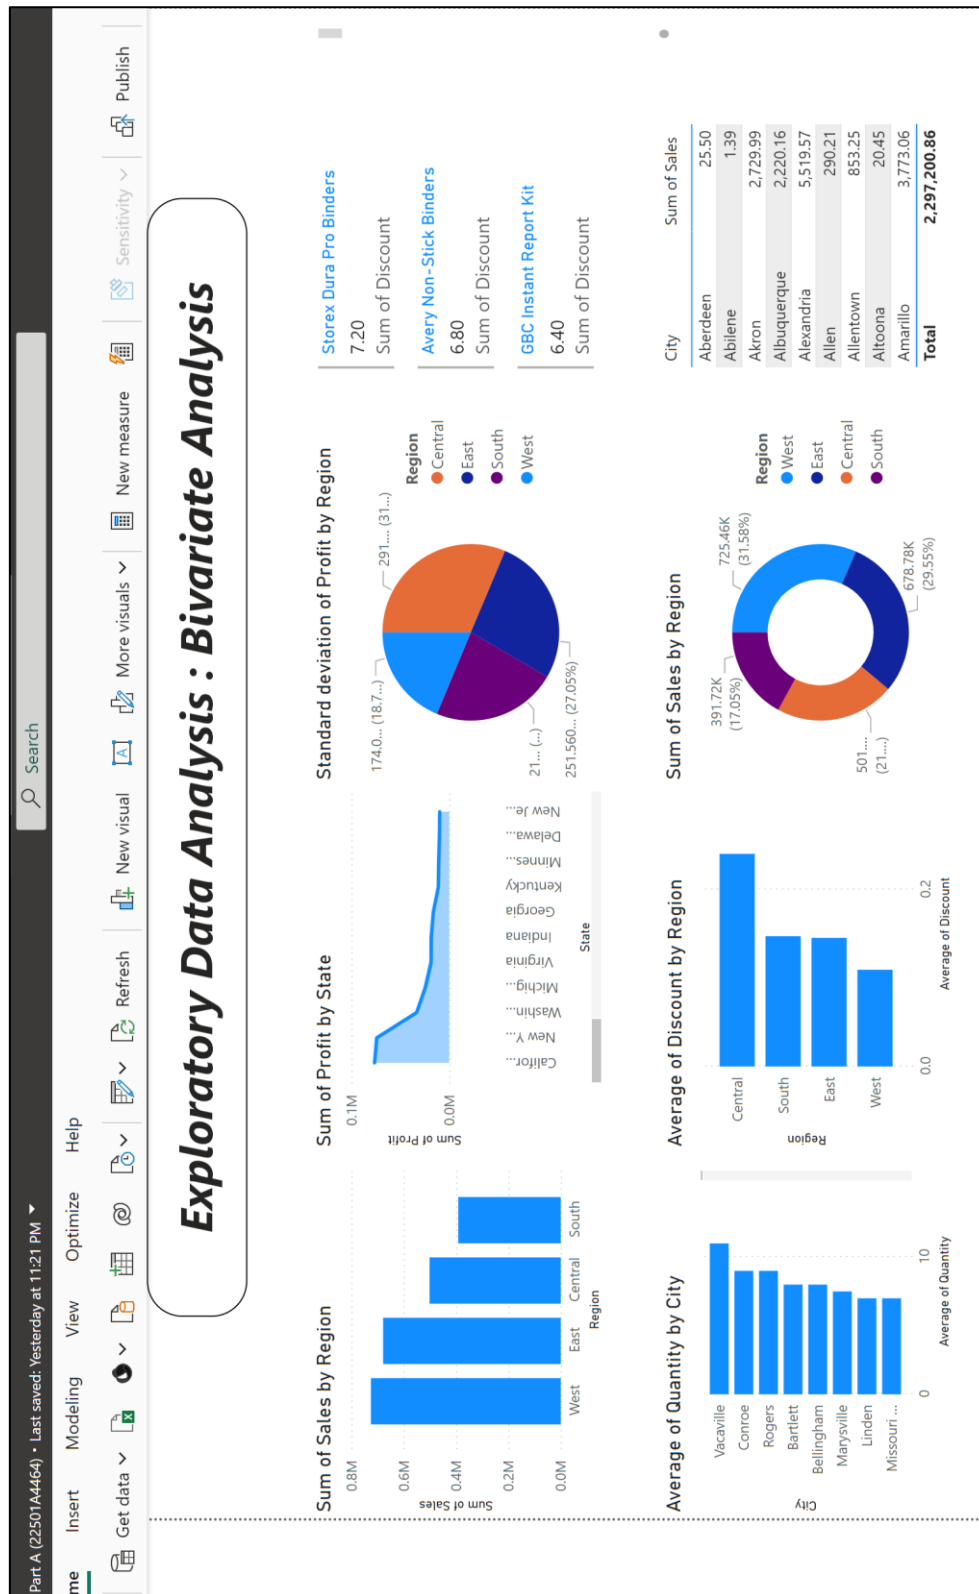 Part A (22501A4464) • Last saved: Yesterday at 11:21 PM
Search
me Insert Modeling View Optimize Help
Get data Refresh New visual More visuals New measure Sensitivity Publish
Exploratory Data Analysis : Bivariate Analysis
Sum of Sales by Region
Sum of Sales
0.8M
0.6M
0.4M
0.2M
0.0M
West East Central South
Region
Sum of Profit by State
Sum of Profit
0.1M
0.0M
Califor...
New Y...
Washin...
Michig...
Virginia
Indiana
Georgia
Kentucky
Minnes...
Delawa...
New Je...
State
Standard deviation of Profit by Region
174.0... (18.7...)
291.... (31...
21... (...)
251.560... (27.05%)
Region
Central
East
South
West
Storex Dura Pro Binders
7.20
Sum of Discount
Avery Non-Stick Binders
6.80
Sum of Discount
GBC Instant Report Kit
6.40
Sum of Discount
Average of Quantity by City
City
Vacaville
Conroe
Rogers
Bartlett
Bellingham
Marysville
Linden
Missouri ...
0 10
Average of Quantity
Average of Discount by Region
Region
Central
South
East
West
0.0 0.2
Average of Discount
Sum of Sales by Region
391.72K
(17.05%)
725.46K
(31.58%)
501....
(21....)
678.78K
(29.55%)
Region
West
East
Central
South
City Sum of Sales
Aberdeen 25.50
Abilene 1.39
Akron 2,729.99
Albuquerque 2,220.16
Alexandria 5,519.57
Allen 290.21
Allentown 853.25
Altoona 20.45
Amarillo 3,773.06
Total 2,297,200.86